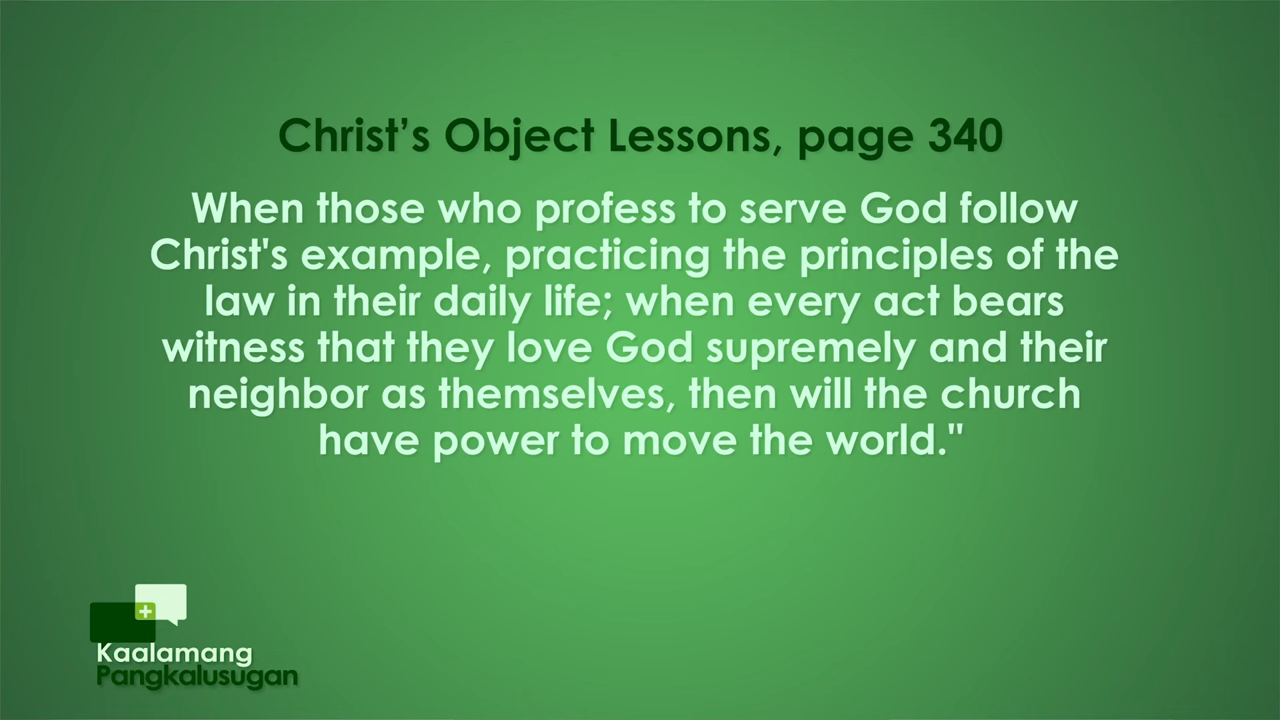 Christ’s Object Lessons, page 340
When those who profess to serve God follow
Christ's example, practicing the principles of the
law in their daily life; when every act bears
witness that they love God supremely and their
neighbor as themselves, then will the church
have power to move the world."
Kaalamang
Pangkalusugan